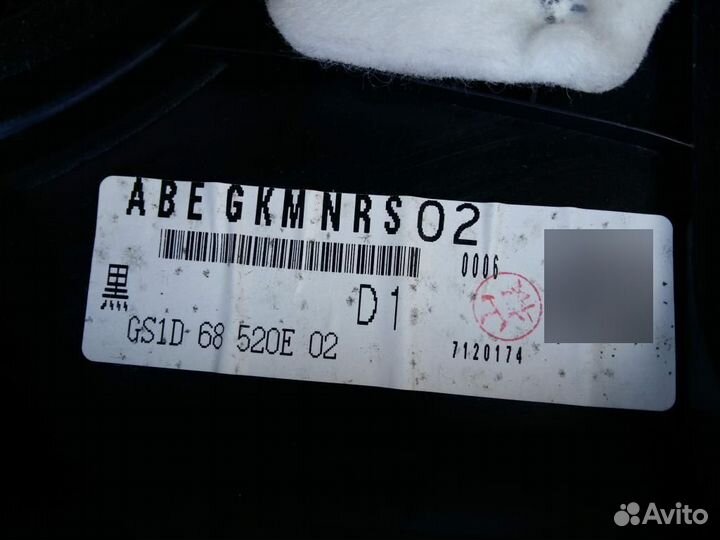 ABE GKMNRS02
0006
黒
D1
GS1D 68 520E 02
7120174
Avito